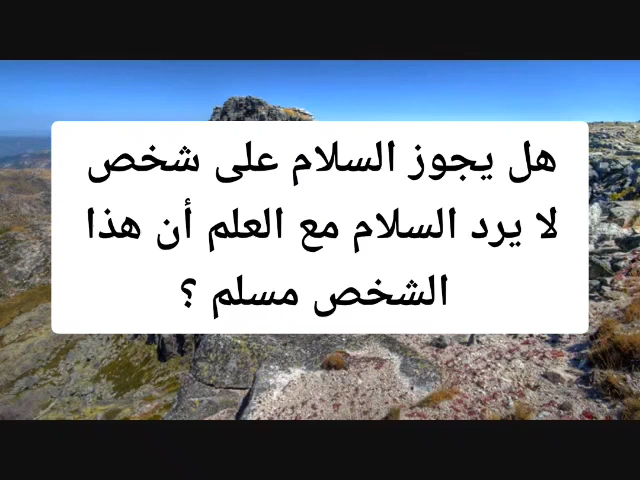 هل يجوز السلام على شخص
لا يرد السلام مع العلم أن هذا
الشخص مسلم ؟